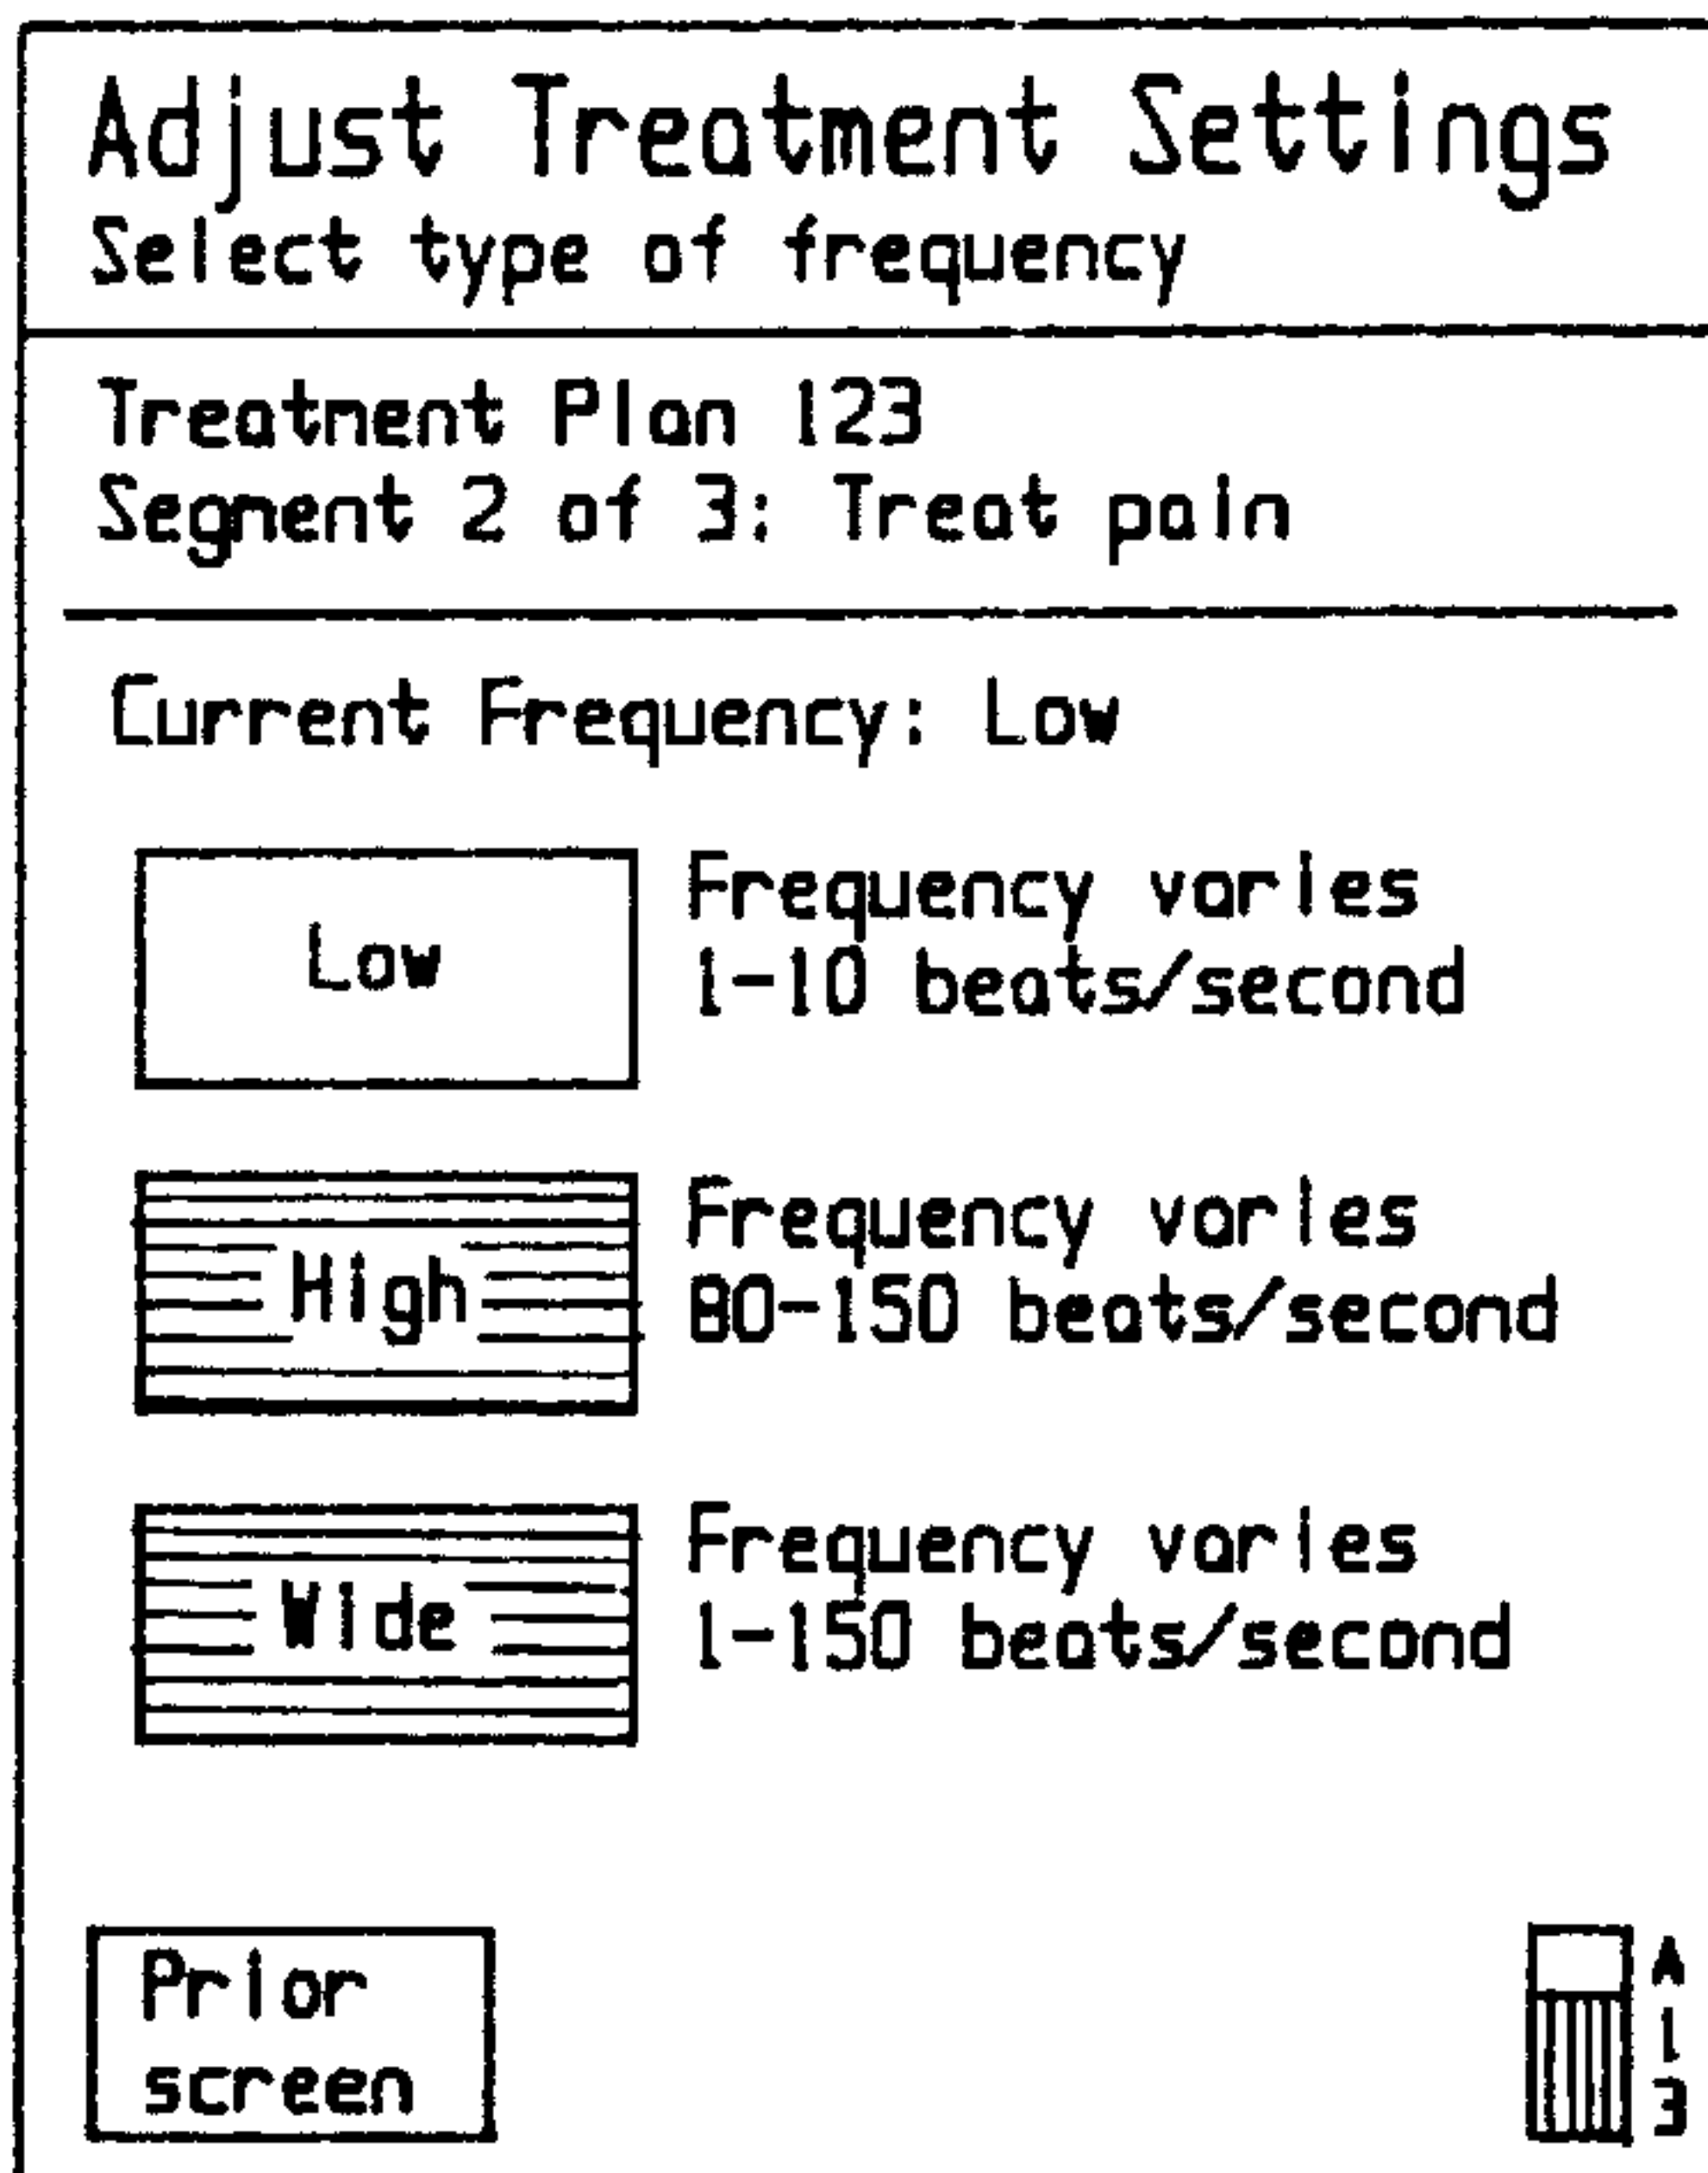 Adjust Treatment Settings
Select type of frequency
Treatment Plan 123
Segment 2 of 3: Treat pain
Current Frequency: Low
Low
Frequency varies
1-10 beats/second
High
Frequency varies
80-150 beats/second
Wide
Frequency varies
1-150 beats/second
Prior
screen
A
1
3